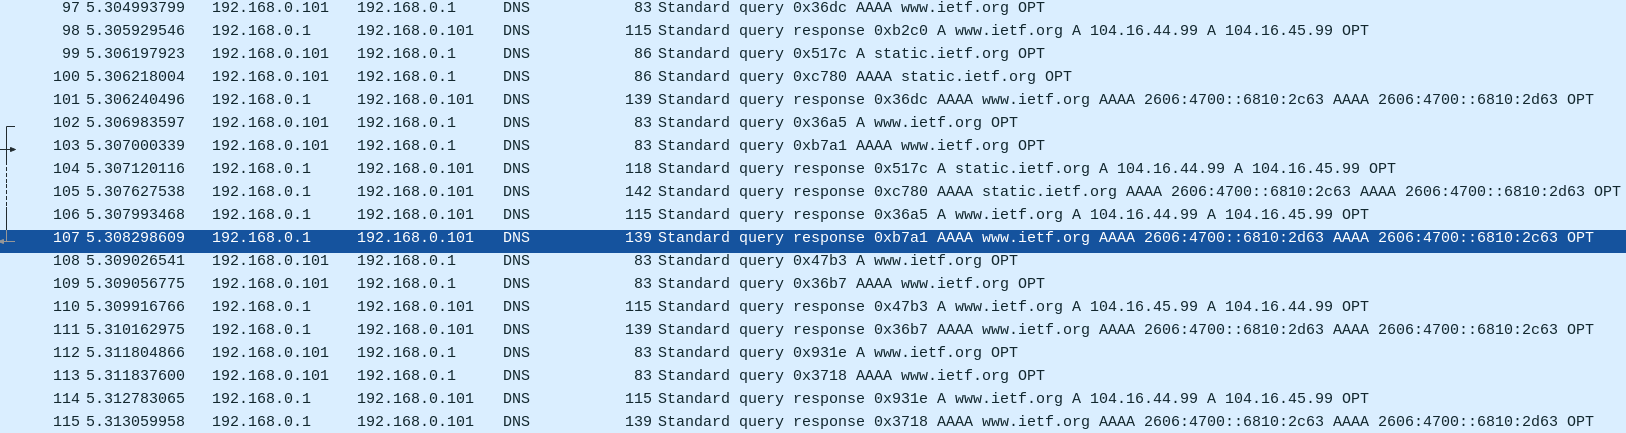 97 5.304993799 192.168.0.101 192.168.0.1 DNS 83 Standard query 0x36dc AAAA www.ietf.org OPT
98 5.305929546 192.168.0.1 192.168.0.101 DNS 115 Standard query response 0xb2c0 A www.ietf.org A 104.16.44.99 A 104.16.45.99 OPT
99 5.306197923 192.168.0.101 192.168.0.1 DNS 86 Standard query 0x517c A static.ietf.org OPT
100 5.306218004 192.168.0.101 192.168.0.1 DNS 86 Standard query 0xc780 AAAA static.ietf.org OPT
101 5.306240496 192.168.0.1 192.168.0.101 DNS 139 Standard query response 0x36dc AAAA www.ietf.org AAAA 2606:4700::6810:2c63 AAAA 2606:4700::6810:2d63 OPT
102 5.306983597 192.168.0.101 192.168.0.1 DNS 83 Standard query 0x36a5 A www.ietf.org OPT
103 5.307000339 192.168.0.101 192.168.0.1 DNS 83 Standard query 0xb7a1 AAAA www.ietf.org OPT
104 5.307120116 192.168.0.1 192.168.0.101 DNS 118 Standard query response 0x517c A static.ietf.org A 104.16.44.99 A 104.16.45.99 OPT
105 5.307627538 192.168.0.1 192.168.0.101 DNS 142 Standard query response 0xc780 AAAA static.ietf.org AAAA 2606:4700::6810:2c63 AAAA 2606:4700::6810:2d63 OPT
106 5.307993468 192.168.0.1 192.168.0.101 DNS 115 Standard query response 0x36a5 A www.ietf.org A 104.16.44.99 A 104.16.45.99 OPT
107 5.308298609 192.168.0.1 192.168.0.101 DNS 139 Standard query response 0xb7a1 AAAA www.ietf.org AAAA 2606:4700::6810:2d63 AAAA 2606:4700::6810:2c63 OPT
108 5.309026541 192.168.0.101 192.168.0.1 DNS 83 Standard query 0x47b3 A www.ietf.org OPT
109 5.309056775 192.168.0.101 192.168.0.1 DNS 83 Standard query 0x36b7 AAAA www.ietf.org OPT
110 5.309916766 192.168.0.1 192.168.0.101 DNS 115 Standard query response 0x47b3 A www.ietf.org A 104.16.45.99 A 104.16.44.99 OPT
111 5.310162975 192.168.0.1 192.168.0.101 DNS 139 Standard query response 0x36b7 AAAA www.ietf.org AAAA 2606:4700::6810:2d63 AAAA 2606:4700::6810:2c63 OPT
112 5.311804866 192.168.0.101 192.168.0.1 DNS 83 Standard query 0x931e A www.ietf.org OPT
113 5.311837600 192.168.0.101 192.168.0.1 DNS 83 Standard query 0x3718 AAAA www.ietf.org OPT
114 5.312783065 192.168.0.1 192.168.0.101 DNS 115 Standard query response 0x931e A www.ietf.org A 104.16.44.99 A 104.16.45.99 OPT
115 5.313059958 192.168.0.1 192.168.0.101 DNS 139 Standard query response 0x3718 AAAA www.ietf.org AAAA 2606:4700::6810:2c63 AAAA 2606:4700::6810:2d63 OPT